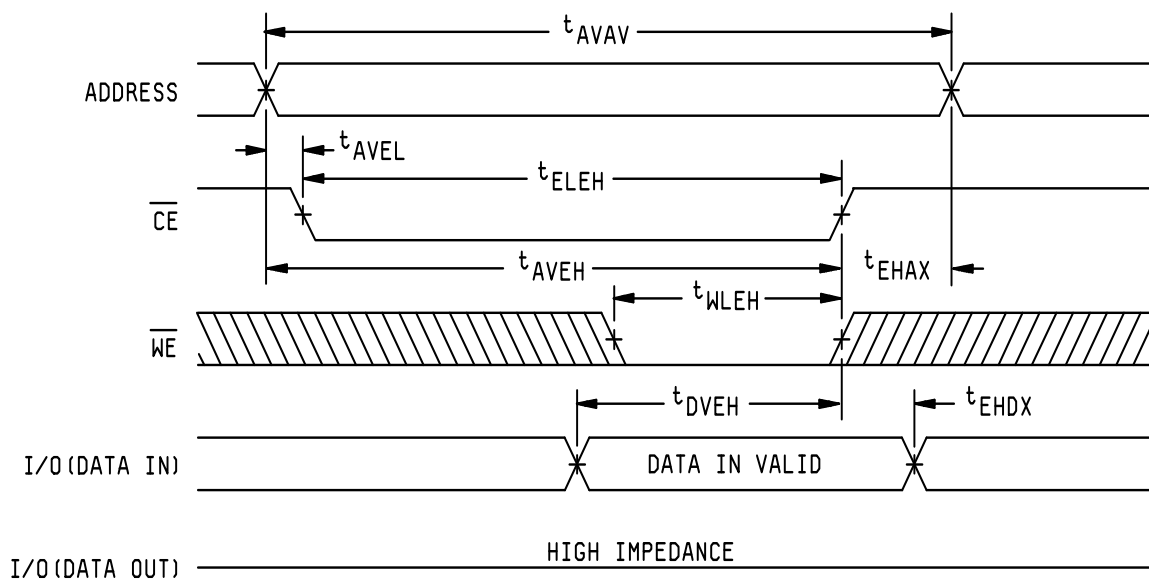 tAVAV
ADDRESS
tAVEL
tELEH
CE
tAVEH
tEHAX
tWLEH
WE
tDVEH
tEHDX
I/O(DATA IN)
DATA IN VALID
HIGH IMPEDANCE
I/O(DATA OUT)